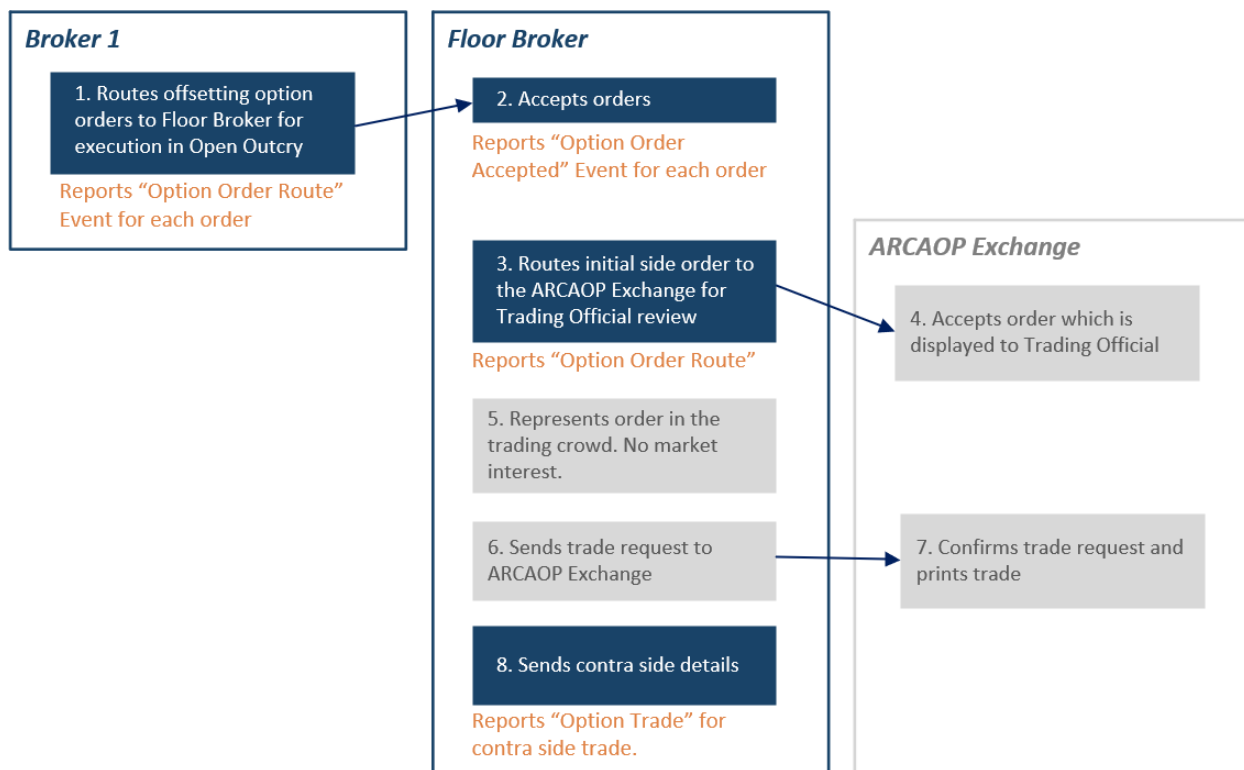 Broker 1
1. Routes offsetting option
orders to Floor Broker for
execution in Open Outcry
Reports “Option Order Route”
Event for each order
Floor Broker
2. Accepts orders
Reports “Option Order
Accepted” Event for each order
3. Routes initial side order to
the ARCAOP Exchange for
Trading Official review
Reports “Option Order Route”
ARCAOP Exchange
4. Accepts order which is
displayed to Trading Official
5. Represents order in the
trading crowd. No market
interest.
6. Sends trade request to
ARCAOP Exchange
7. Confirms trade request and
prints trade
8. Sends contra side details
Reports “Option Trade” for
contra side trade.